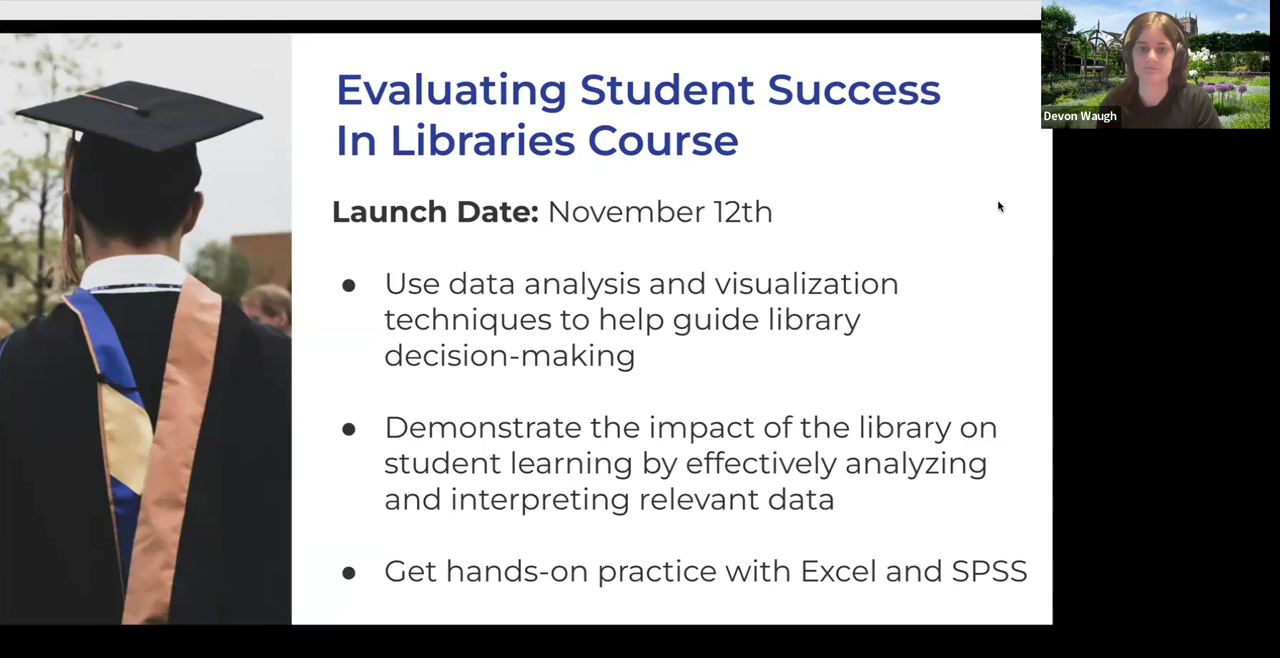 Evaluating Student Success
In Libraries Course
Launch Date: November 12th
● Use data analysis and visualization
techniques to help guide library
decision-making
● Demonstrate the impact of the library on
student learning by effectively analyzing
and interpreting relevant data
● Get hands-on practice with Excel and SPSS
Devon Waugh